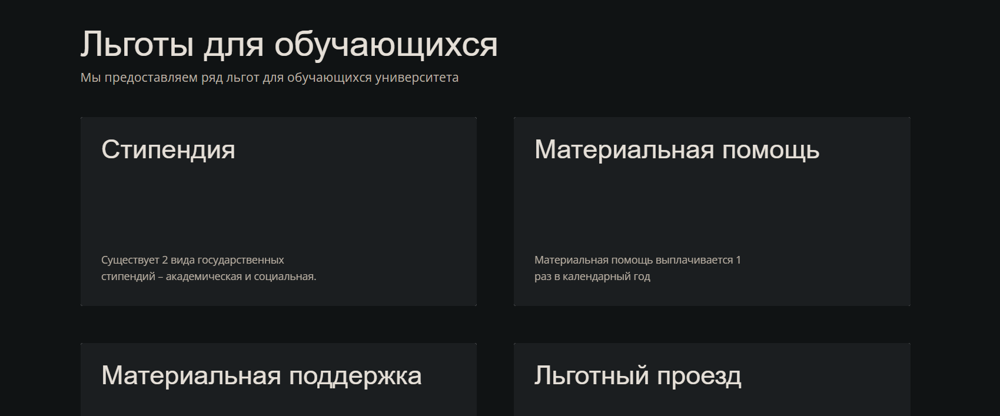 Льготы для обучающихся
Мы предоставляем ряд льгот для обучающихся университета
Стипендия
Существует 2 вида государственных
стипендий – академическая и социальная.
Материальная помощь
Материальная помощь выплачивается 1
раз в календарный год
Материальная поддержка
Льготный проезд